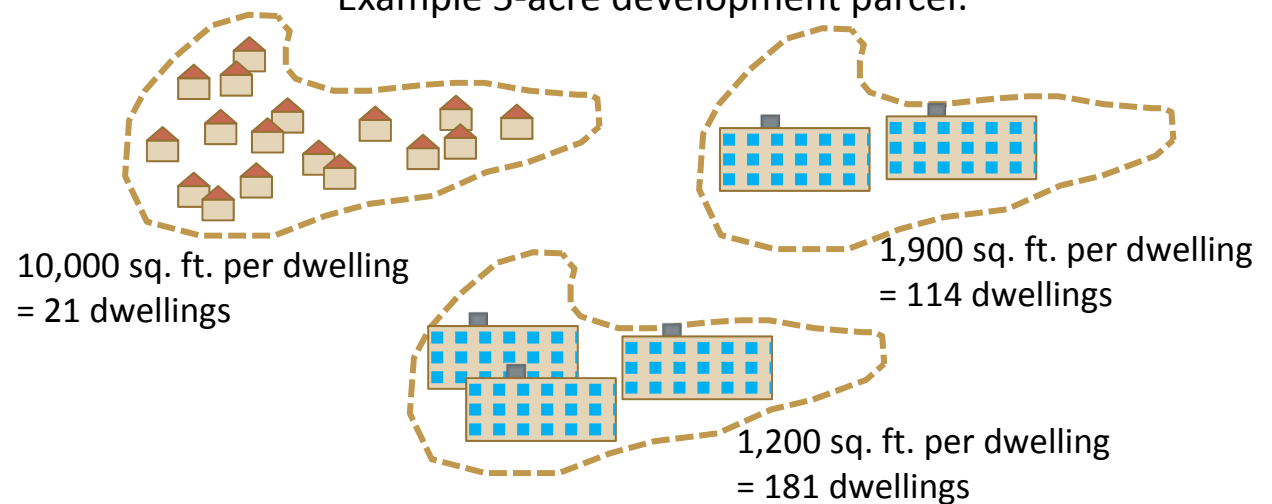 Example 5-acre development parcel:
10,000 sq. ft. per dwelling
= 21 dwellings
1,900 sq. ft. per dwelling
= 114 dwellings
1,200 sq. ft. per dwelling
= 181 dwellings